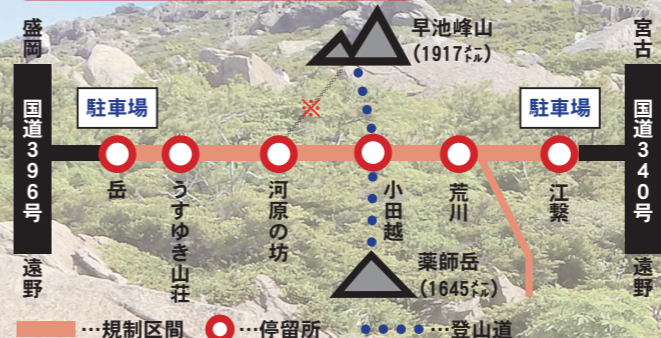 早池峰山
(1917㍍)
盛岡
国道396号
遠野
駐車場
※
駐車場
宮古
国道340号
遠野
岳
うすゆき山荘
河原の坊
小田越
荒川
江繋
薬師岳
(1645㍍)
…規制区間
…停留所
…登山道